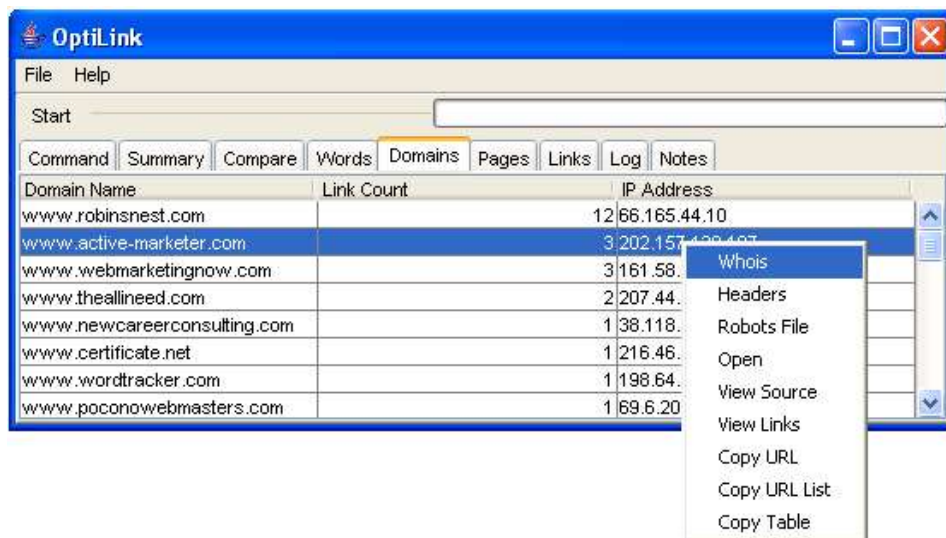 OptiLink
File Help
Start
Command Summary Compare Words Domains Pages Links Log Notes
Domain Name Link Count IP Address
www.robinsnest.com 12 66.165.44.10
www.active-marketer.com 3 202.157
Whois
www.webmarketingnow.com 3 161.58.
Headers
www.theallineed.com 2 207.44.
Robots File
www.newcareerconsulting.com 1 38.118.
Open
www.certificate.net 1 216.46.
View Source
www.wordtracker.com 1 198.64.
View Links
www.poconowebmasters.com 1 69.6.20
Copy URL
Copy URL List
Copy Table